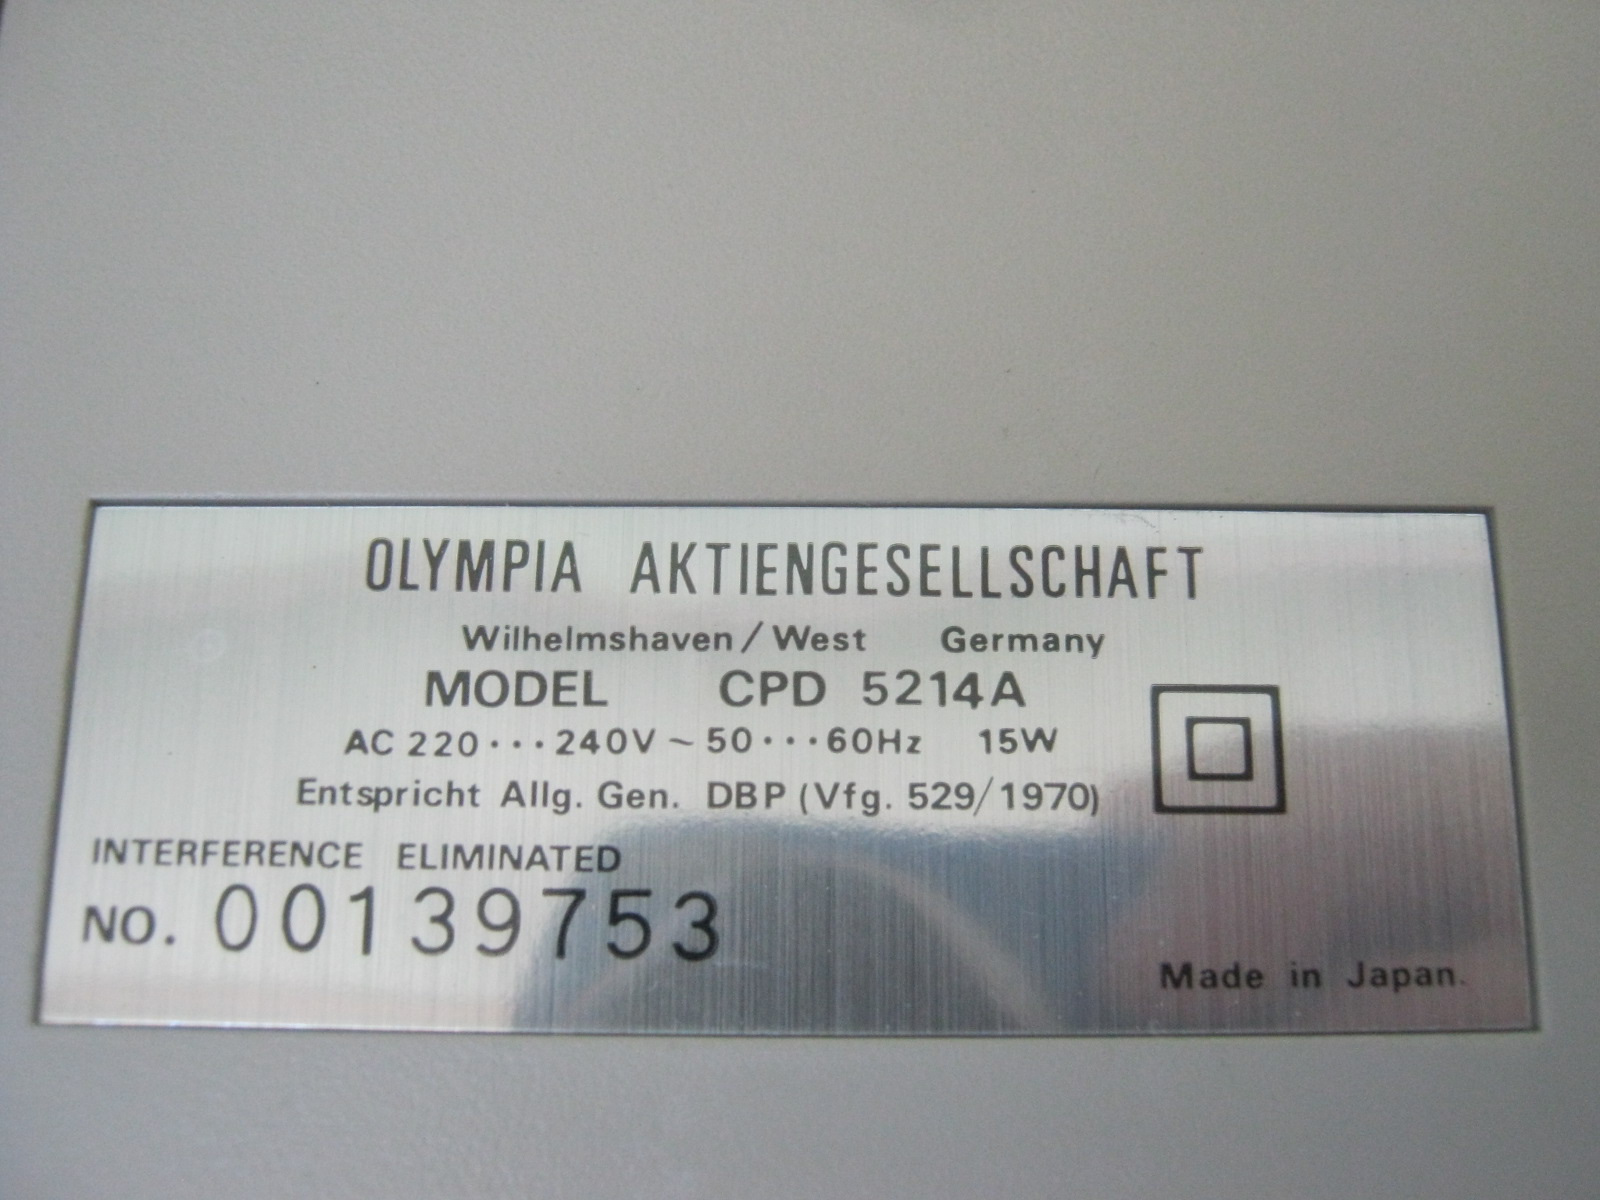 OLYMPIA AKTIENGESELLSCHAFT
Wilhelmshaven/West Germany
MODEL CPD 5214A
AC 220···240V ~ 50···60Hz 15W
Entspricht Allg. Gen. DBP (Vfg. 529/1970)
INTERFERENCE ELIMINATED
NO. 00139753
Made in Japan.